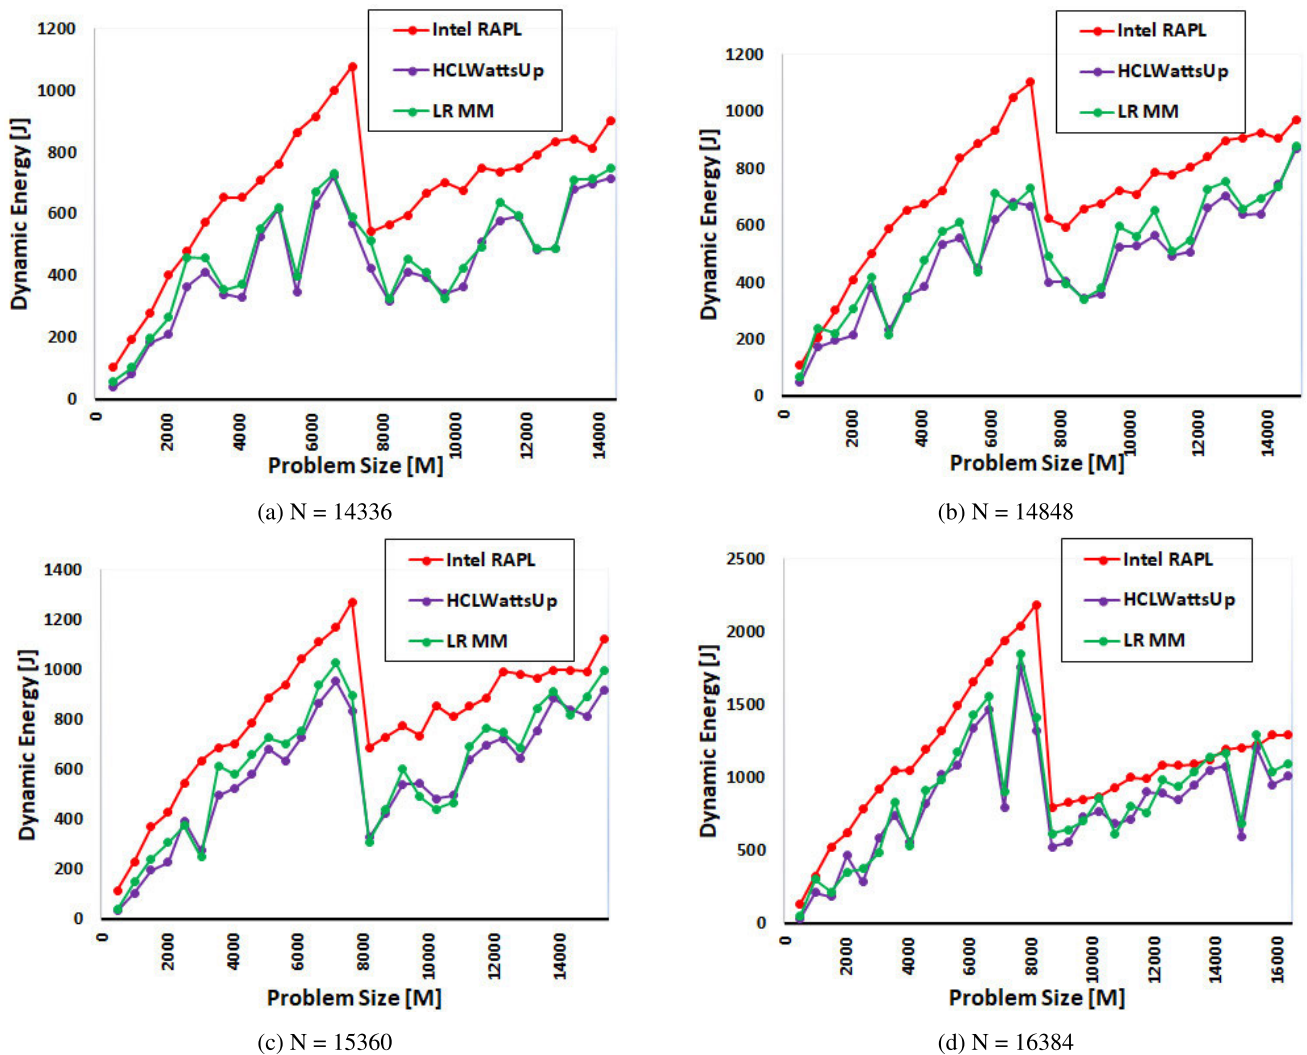 Intel RAPL
HCLWattsUp
LR MM
Dynamic Energy [J]
1200
1000
800
600
400
200
0
0 2000 4000 6000 8000 10000 12000 14000
Problem Size [M]
(a) N = 14336
Intel RAPL
HCLWattsUp
LR MM
Dynamic Energy [J]
1200
1000
800
600
400
200
0
0 2000 4000 6000 8000 10000 12000 14000
Problem Size [M]
(b) N = 14848
Intel RAPL
HCLWattsUp
LR MM
Dynamic Energy [J]
1400
1200
1000
800
600
400
200
0
0 2000 4000 6000 8000 10000 12000 14000
Problem Size [M]
(c) N = 15360
Intel RAPL
HCLWattsUp
LR MM
Dynamic Energy [J]
2500
2000
1500
1000
500
0
0 2000 4000 6000 8000 10000 12000 14000 16000
Problem Size [M]
(d) N = 16384